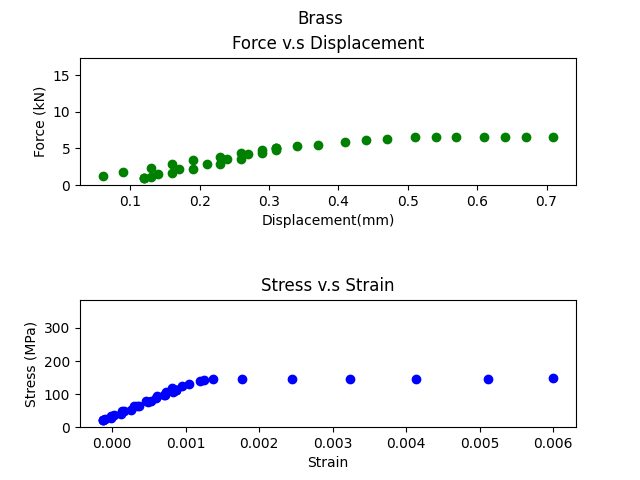 Brass
Force v.s Displacement
15
10
5
0
Force (kN)
0.1 0.2 0.3 0.4 0.5 0.6 0.7
Displacement(mm)
Stress v.s Strain
300
200
100
0
Stress (MPa)
0.000 0.001 0.002 0.003 0.004 0.005 0.006
Strain